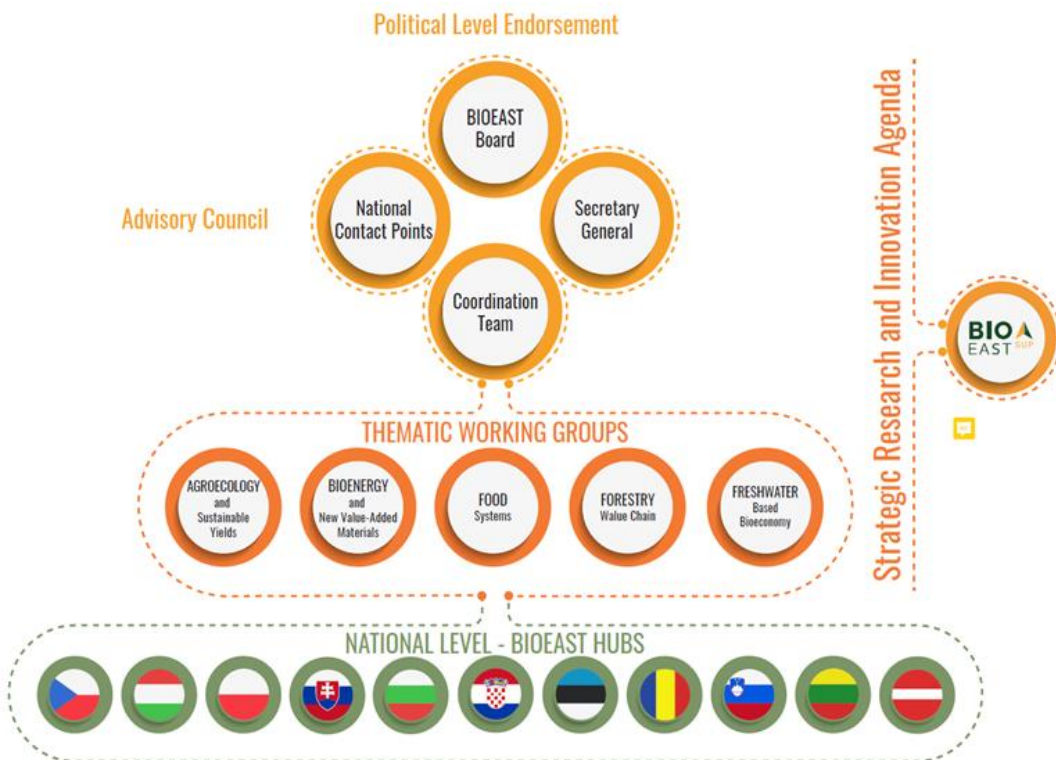 Political Level Endorsement
BIOEAST
Board
Advisory Council
National
Contact Points
Secretary
General
Coordination
Team
Strategic Research and Innovation Agenda
BIO
EAST SUP
THEMATIC WORKING GROUPS
AGROECOLOGY
and
Sustainable
Yields
BIOENERGY
and
New Value-Added
Materials
FOOD
Systems
FORESTRY
Walue Chain
FRESHWATER
Based
Bioeconomy
NATIONAL LEVEL - BIOEAST HUBS